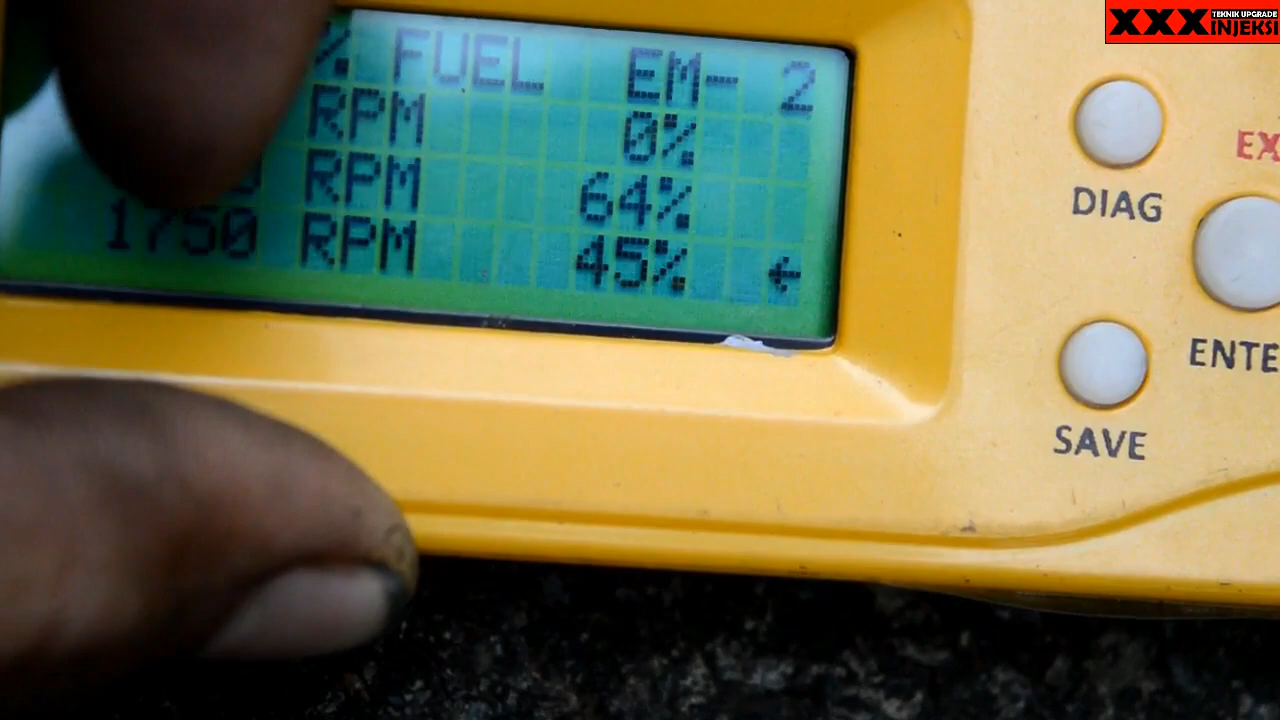 XXX TEKNIK UPGRADE INJEKSI
% FUEL EM- 2
RPM 0%
RPM 64%
1750 RPM 45% ←
DIAG
EX
ENTE
SAVE